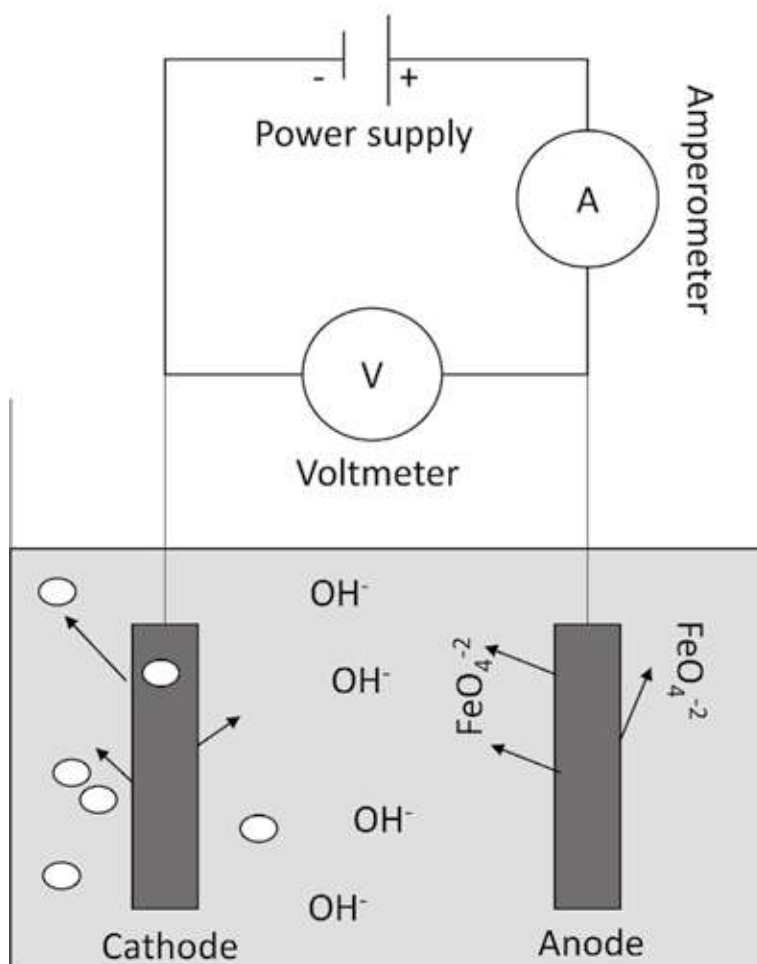 - +
Power supply
Amperometer
A
V
Voltmeter
OH⁻
OH⁻
OH⁻
OH⁻
FeO₄⁻²
FeO₄⁻²
Cathode
Anode